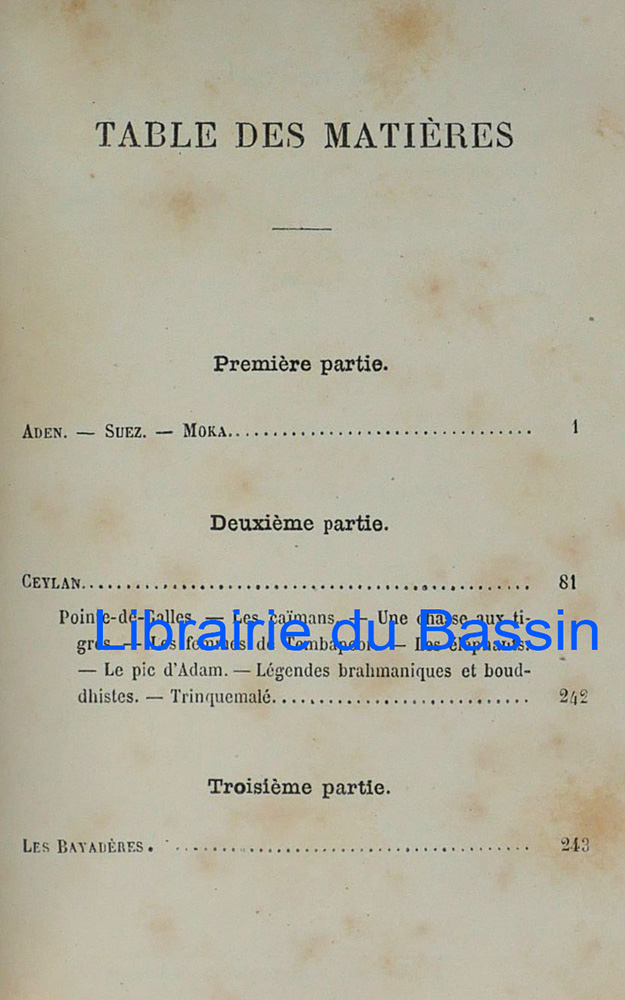 TABLE DES MATIÈRES
Première partie.
ADEN. — SUEZ. — MOKA................................. 1
Deuxième partie.
CEYLAN................................................... 81
Pointe-de-Galles. — Les caïmans. — Une chasse aux ti-
gres. — Les femmes de — Les éléphants.
Librairie du Bassin
— Le pic d'Adam. — Légendes brahmaniques et boud-
dhistes. — Trinquemalé............................. 242
Troisième partie.
LES BAYADÈRES. ........................................ 243